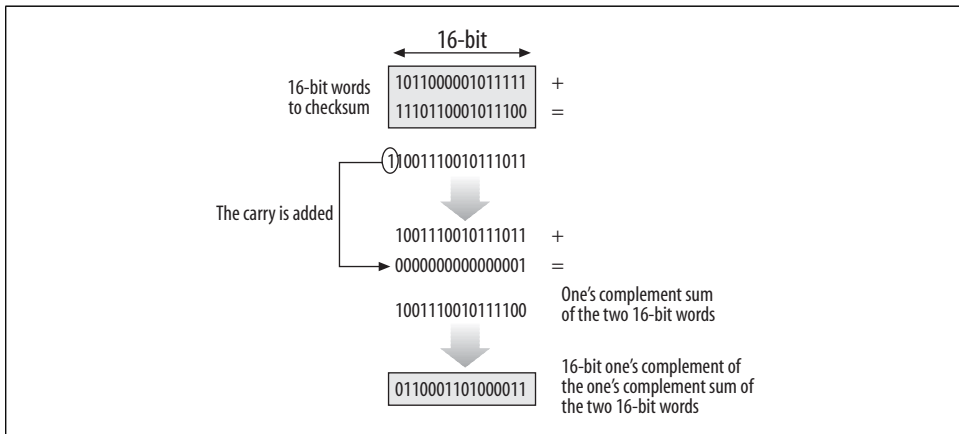 16-bit
16-bit words
to checksum
1011000001011111 +
1110110001011100 =
11001110010111011
The carry is added
1001110010111011 +
0000000000000001 =
1001110010111100
One's complement sum
of the two 16-bit words
0110001101000011
16-bit one's complement of
the one's complement sum of
the two 16-bit words